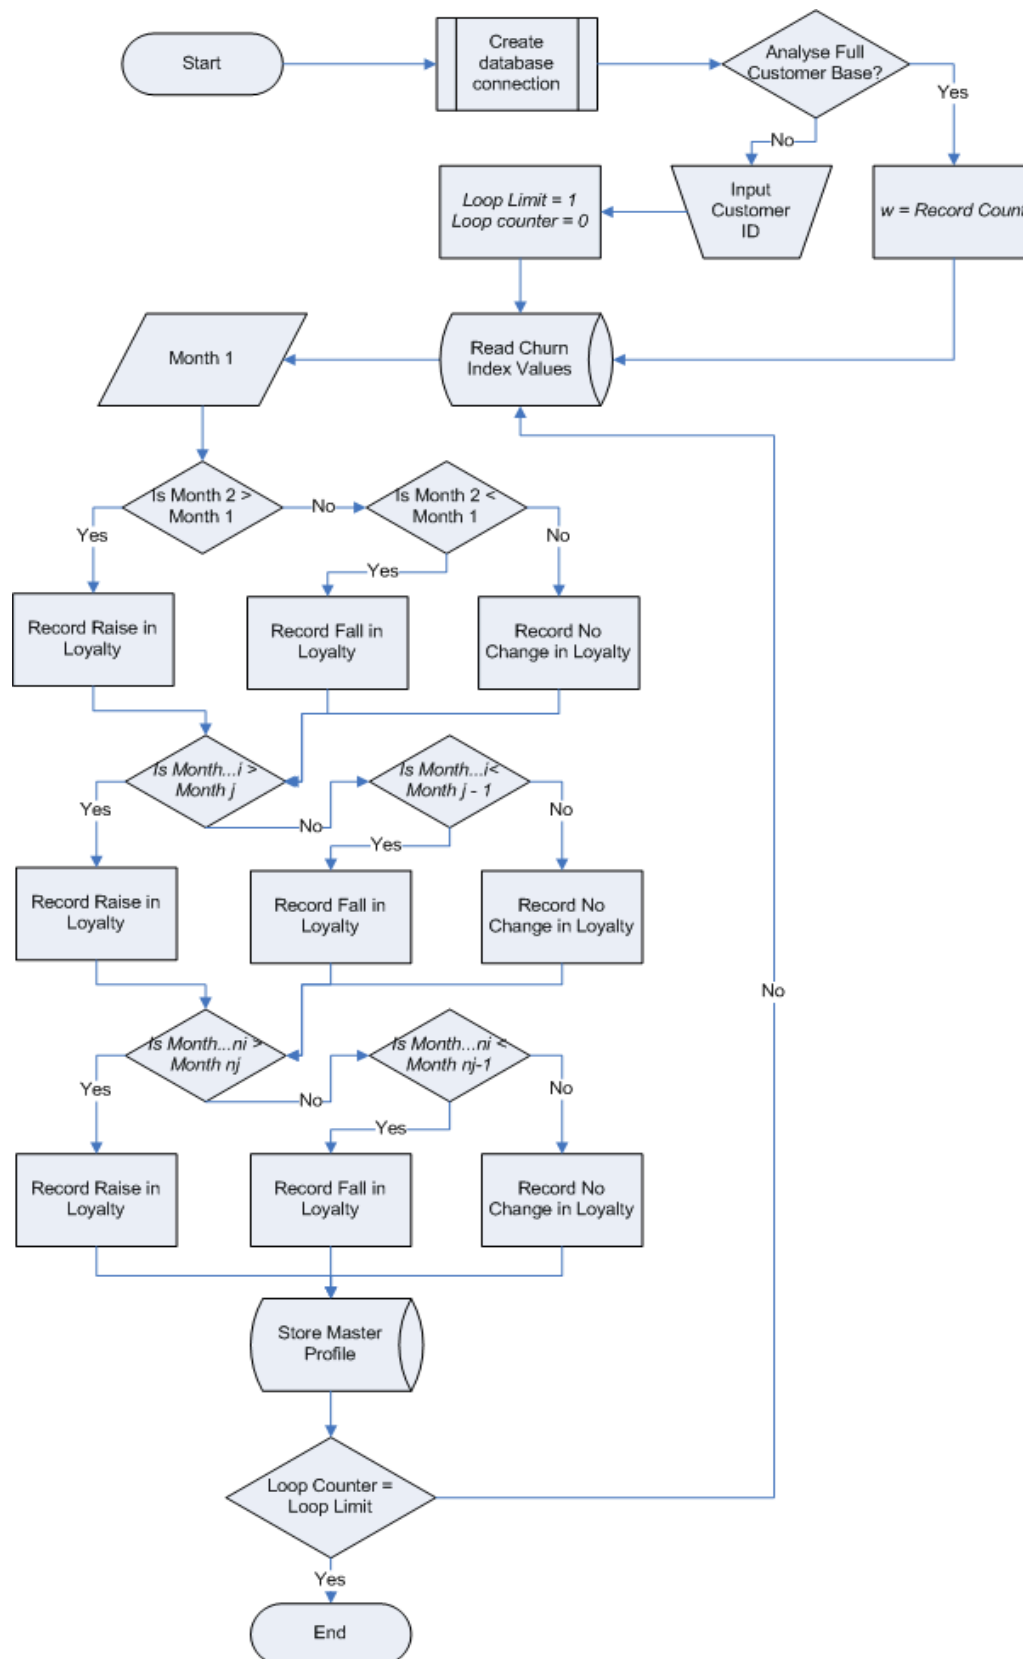 Start
Create
database
connection
Analyse Full
Customer Base?
Yes
No
Loop Limit = 1
Loop counter = 0
Input
Customer
ID
w = Record Count
Month 1
Read Churn
Index Values
Is Month 2 >
Month 1
No
Is Month 2 <
Month 1
Yes
No
Yes
Record Raise in
Loyalty
Record Fall in
Loyalty
Record No
Change in Loyalty
Is Month...i >
Month j
Is Month...i<
Month j - 1
Yes
No
No
Yes
Record Raise in
Loyalty
Record Fall in
Loyalty
Record No
Change in Loyalty
No
Is Month...ni >
Month nj
Is Month...ni <
Month nj-1
Yes
No
No
Yes
Record Raise in
Loyalty
Record Fall in
Loyalty
Record No
Change in Loyalty
Store Master
Profile
Loop Counter =
Loop Limit
Yes
End